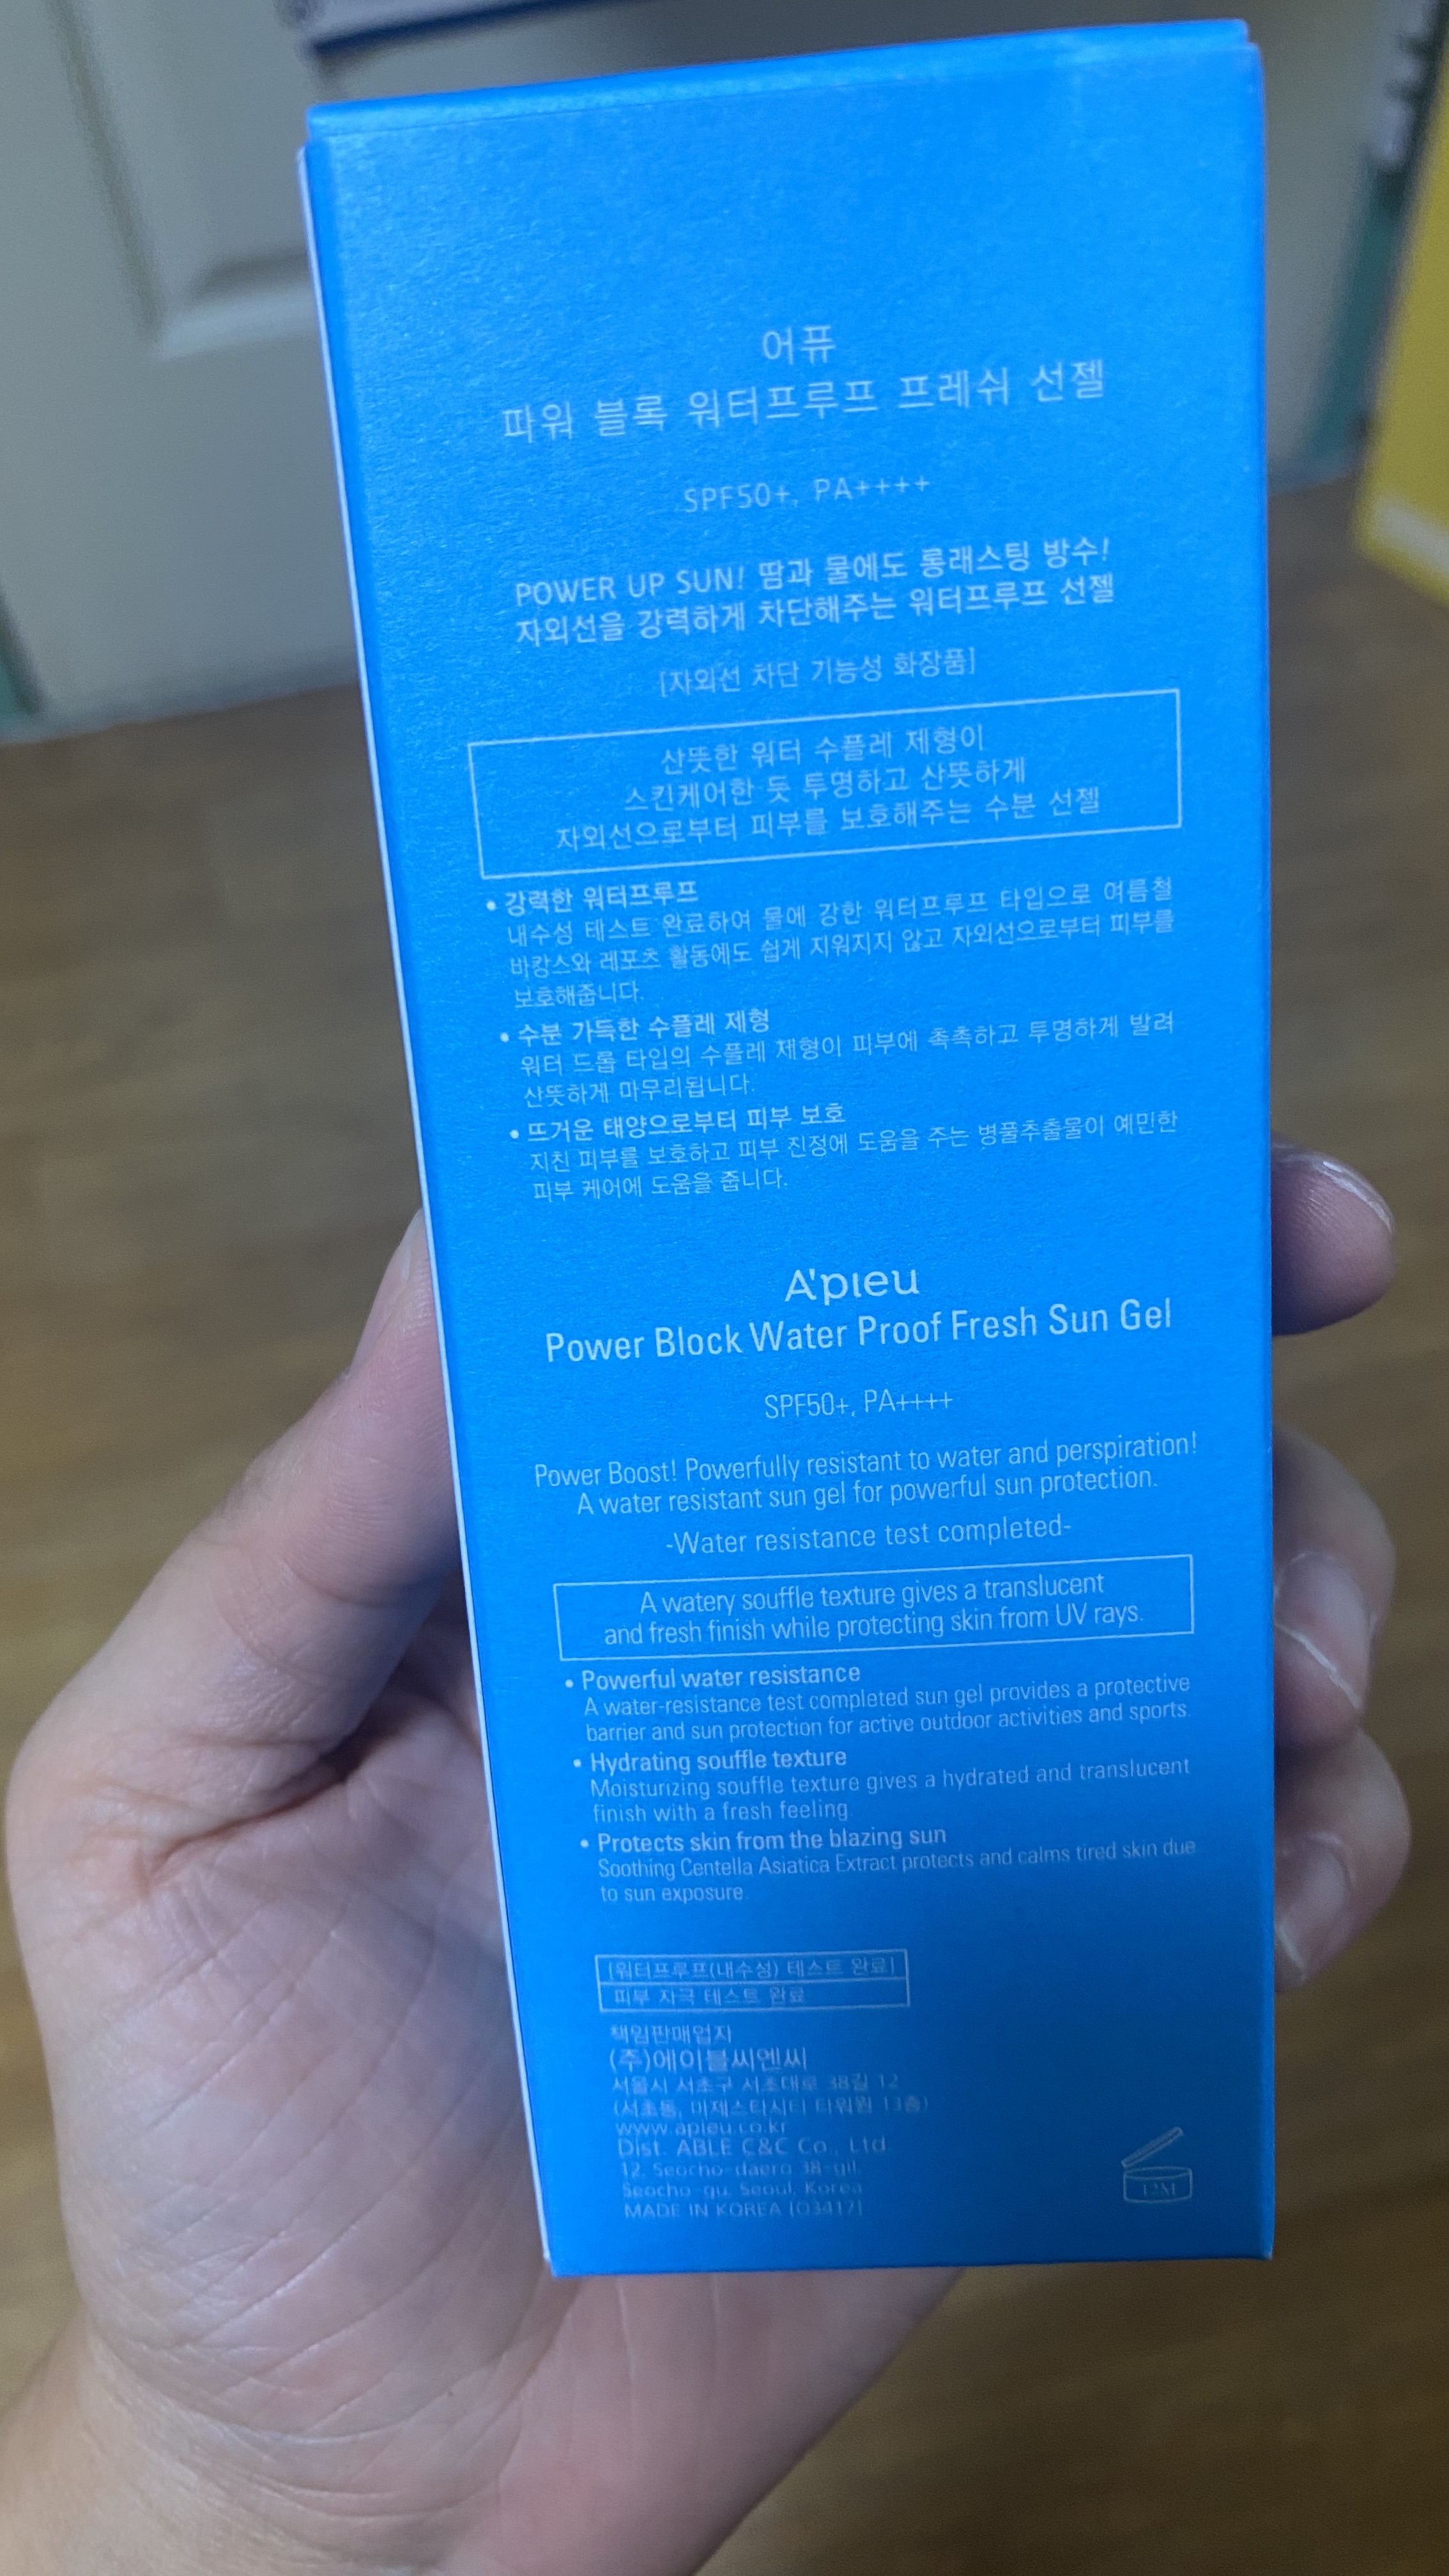 어퓨
파워 블록 워터프루프 프레쉬 선젤
SPF50+, PA++++
POWER UP SUN! 땀과 물에도 롱래스팅 방수!
자외선을 강력하게 차단해주는 워터프루프 선젤
[자외선 차단 기능성 화장품]
산뜻한 워터 수플레 제형이
스킨케어한 듯 투명하고 산뜻하게
자외선으로부터 피부를 보호해주는 수분 선젤
• 강력한 워터프루프
내수성 테스트 완료하여 물에 강한 워터프루프 타입으로 여름철
바캉스와 레포츠 활동에도 쉽게 지워지지 않고 자외선으로부터 피부를
보호해줍니다.
• 수분 가득한 수플레 제형
워터 드롭 타입의 수플레 제형이 피부에 촉촉하고 투명하게 발려
산뜻하게 마무리됩니다.
• 뜨거운 태양으로부터 피부 보호
지친 피부를 보호하고 피부 진정에 도움을 주는 병풀추출물이 예민한
피부 케어에 도움을 줍니다.
A'pieu
Power Block Water Proof Fresh Sun Gel
SPF50+, PA++++
Power Boost! Powerfully resistant to water and perspiration!
A water resistant sun gel for powerful sun protection.
-Water resistance test completed-
A watery souffle texture gives a translucent
and fresh finish while protecting skin from UV rays.
• Powerful water resistance
A water-resistance test completed sun gel provides a protective
barrier and sun protection for active outdoor activities and sports.
• Hydrating souffle texture
Moisturizing souffle texture gives a hydrated and translucent
finish with a fresh feeling.
• Protects skin from the blazing sun
Soothing Centella Asiatica Extract protects and calms tired skin due
to sun exposure.
[워터프루프(내수성) 테스트 완료]
피부 자극 테스트 완료
책임판매업자
(주)에이블씨엔씨
서울시 서초구 서초대로 38길 12
(서초동, 마제스타시티 타워원 13층)
www.apieu.co.kr
Dist. ABLE C&C Co., Ltd.
12, Seocho-daero 38-gil,
Seocho-gu, Seoul, Korea
MADE IN KOREA [O3417]
12M